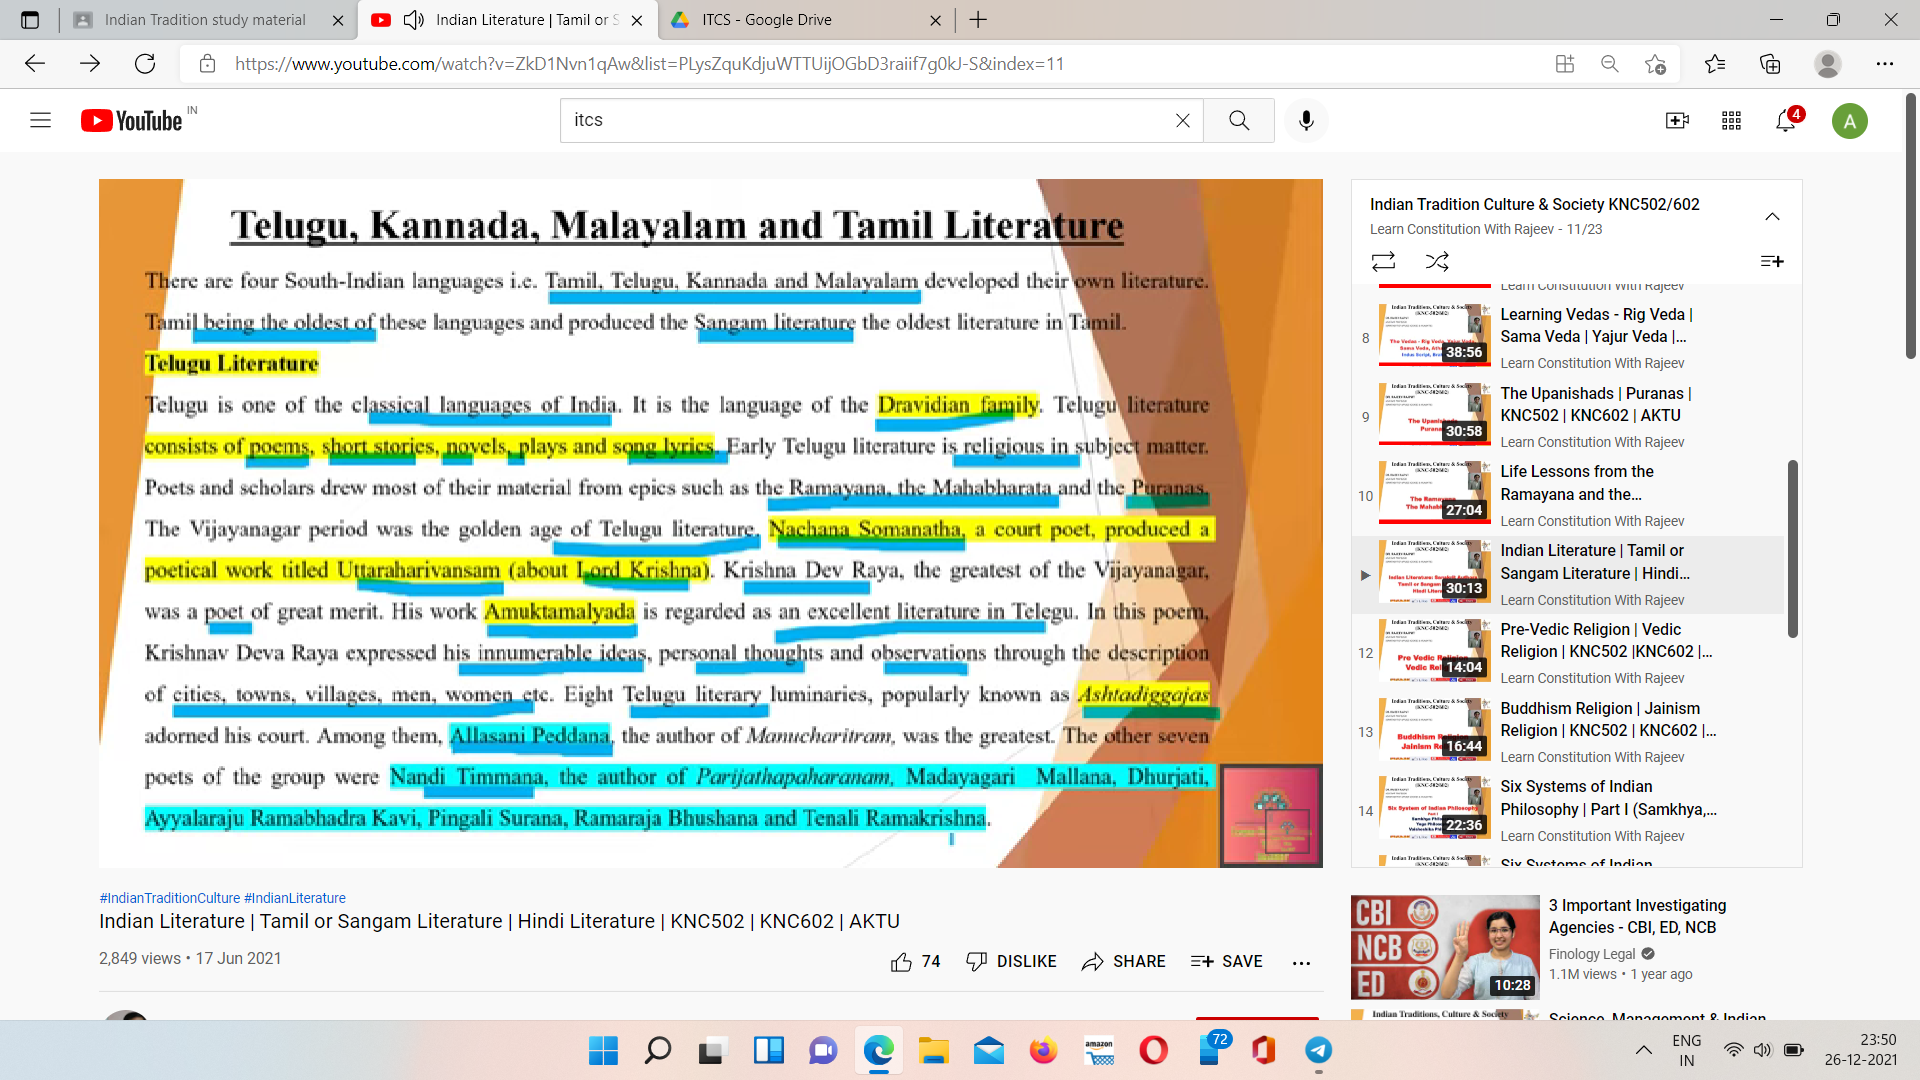 Indian Tradition study material
Indian Literature | Tamil or S
ITCS - Google Drive
https://www.youtube.com/watch?v=ZkD1Nvn1qAw&list=PLysZquKdjuWTTUijOGbD3raiif7g0kJ-S&index=11
YouTube IN
itcs
4
A
Telugu, Kannada, Malayalam and Tamil Literature
There are four South-Indian languages i.e. Tamil, Telugu, Kannada and Malayalam developed their own literature.
Tamil being the oldest of these languages and produced the Sangam literature the oldest literature in Tamil.
Telugu Literature
Telugu is one of the classical languages of India. It is the language of the Dravidian family. Telugu literature
consists of poems, short stories, novels, plays and song lyrics. Early Telugu literature is religious in subject matter.
Poets and scholars drew most of their material from epics such as the Ramayana, the Mahabharata and the Puranas.
The Vijayanagar period was the golden age of Telugu literature. Nachana Somanatha, a court poet, produced a
poetical work titled Uttaraharivansam (about Lord Krishna). Krishna Dev Raya, the greatest of the Vijayanagar,
was a poet of great merit. His work Amuktamalyada is regarded as an excellent literature in Telegu. In this poem,
Krishnav Deva Raya expressed his innumerable ideas, personal thoughts and observations through the description
of cities, towns, villages, men, women etc. Eight Telugu literary luminaries, popularly known as Ashtadiggajas
adorned his court. Among them, Allasani Peddana, the author of Manucharitram, was the greatest. The other seven
poets of the group were Nandi Timmana, the author of Parijathapaharanam, Madayagari Mallana, Dhurjati,
Ayyalaraju Ramabhadra Kavi, Pingali Surana, Ramaraja Bhushana and Tenali Ramakrishna.
#IndianTraditionCulture #IndianLiterature
Indian Literature | Tamil or Sangam Literature | Hindi Literature | KNC502 | KNC602 | AKTU
2,849 views • 17 Jun 2021
74
DISLIKE
SHARE
SAVE
Indian Tradition Culture & Society KNC502/602
Learn Constitution With Rajeev - 11/23
Learn Constitution With Rajeev
8
38:56
Learning Vedas - Rig Veda |
Sama Veda | Yajur Veda |...
Learn Constitution With Rajeev
9
30:58
The Upanishads | Puranas |
KNC502 | KNC602 | AKTU
Learn Constitution With Rajeev
10
27:04
Life Lessons from the
Ramayana and the...
Learn Constitution With Rajeev
30:13
Indian Literature | Tamil or
Sangam Literature | Hindi...
Learn Constitution With Rajeev
12
14:04
Pre-Vedic Religion | Vedic
Religion | KNC502 |KNC602 |...
Learn Constitution With Rajeev
13
16:44
Buddhism Religion | Jainism
Religion | KNC502 | KNC602 |...
Learn Constitution With Rajeev
14
22:36
Six Systems of Indian
Philosophy | Part I (Samkhya,...
Learn Constitution With Rajeev
Six Systems of Indian
CBI
NCB
ED
10:28
3 Important Investigating
Agencies - CBI, ED, NCB
Finology Legal
1.1M views • 1 year ago
Indian Traditions, Culture & Society
Science, Management & Indian
amazon
72
ENG
IN
23:50
26-12-2021